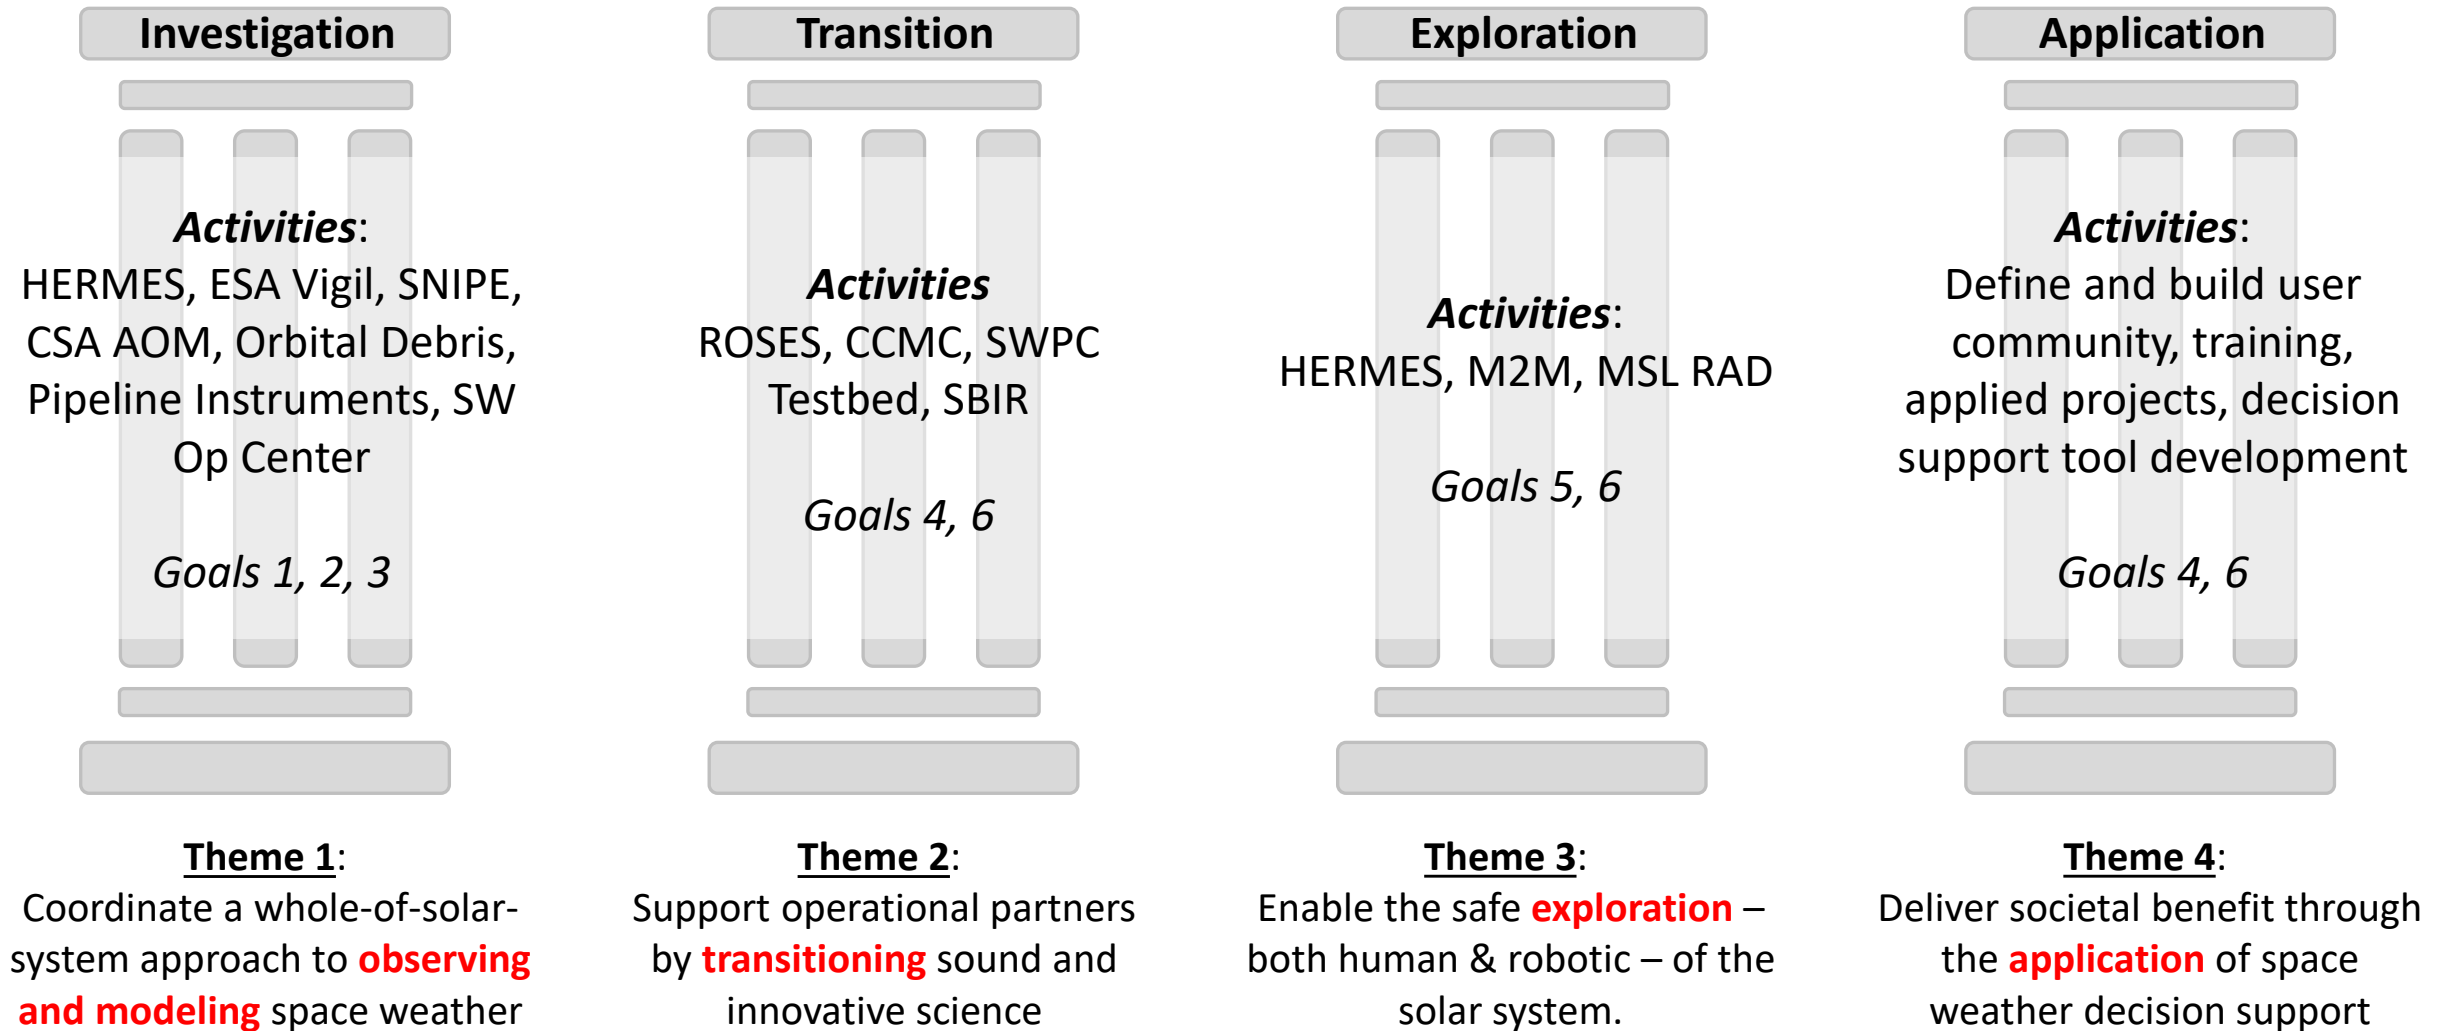 Investigation
Activities:
HERMES, ESA Vigil, SNIPE,
CSA AOM, Orbital Debris,
Pipeline Instruments, SW
Op Center
Goals 1, 2, 3
Theme 1:
Coordinate a whole-of-solar-
system approach to observing
and modeling space weather
Transition
Activities
ROSES, CCMC, SWPC
Testbed, SBIR
Goals 4, 6
Theme 2:
Support operational partners
by transitioning sound and
innovative science
Exploration
Activities:
HERMES, M2M, MSL RAD
Goals 5, 6
Theme 3:
Enable the safe exploration –
both human & robotic – of the
solar system.
Application
Activities:
Define and build user
community, training,
applied projects, decision
support tool development
Goals 4, 6
Theme 4:
Deliver societal benefit through
the application of space
weather decision support